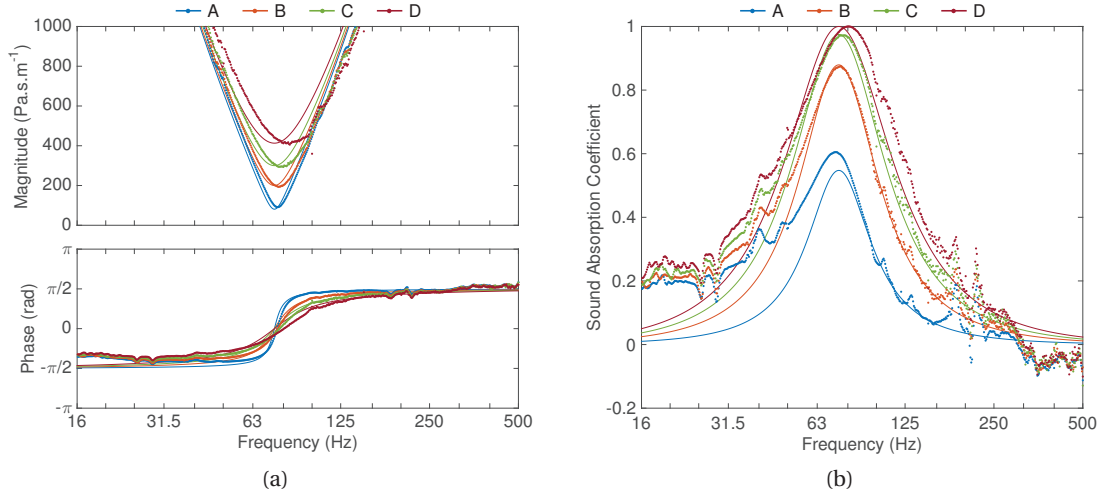 A B C D
1000
800
600
400
200
0
Magnitude (Pa.s.m⁻¹)
π
π/2
0
-π/2
-π
Phase (rad)
16 31.5 63 125 250 500
Frequency (Hz)
(a)
A B C D
1
0.8
0.6
0.4
0.2
0
-0.2
Sound Absorption Coefficient
16 31.5 63 125 250 500
Frequency (Hz)
(b)